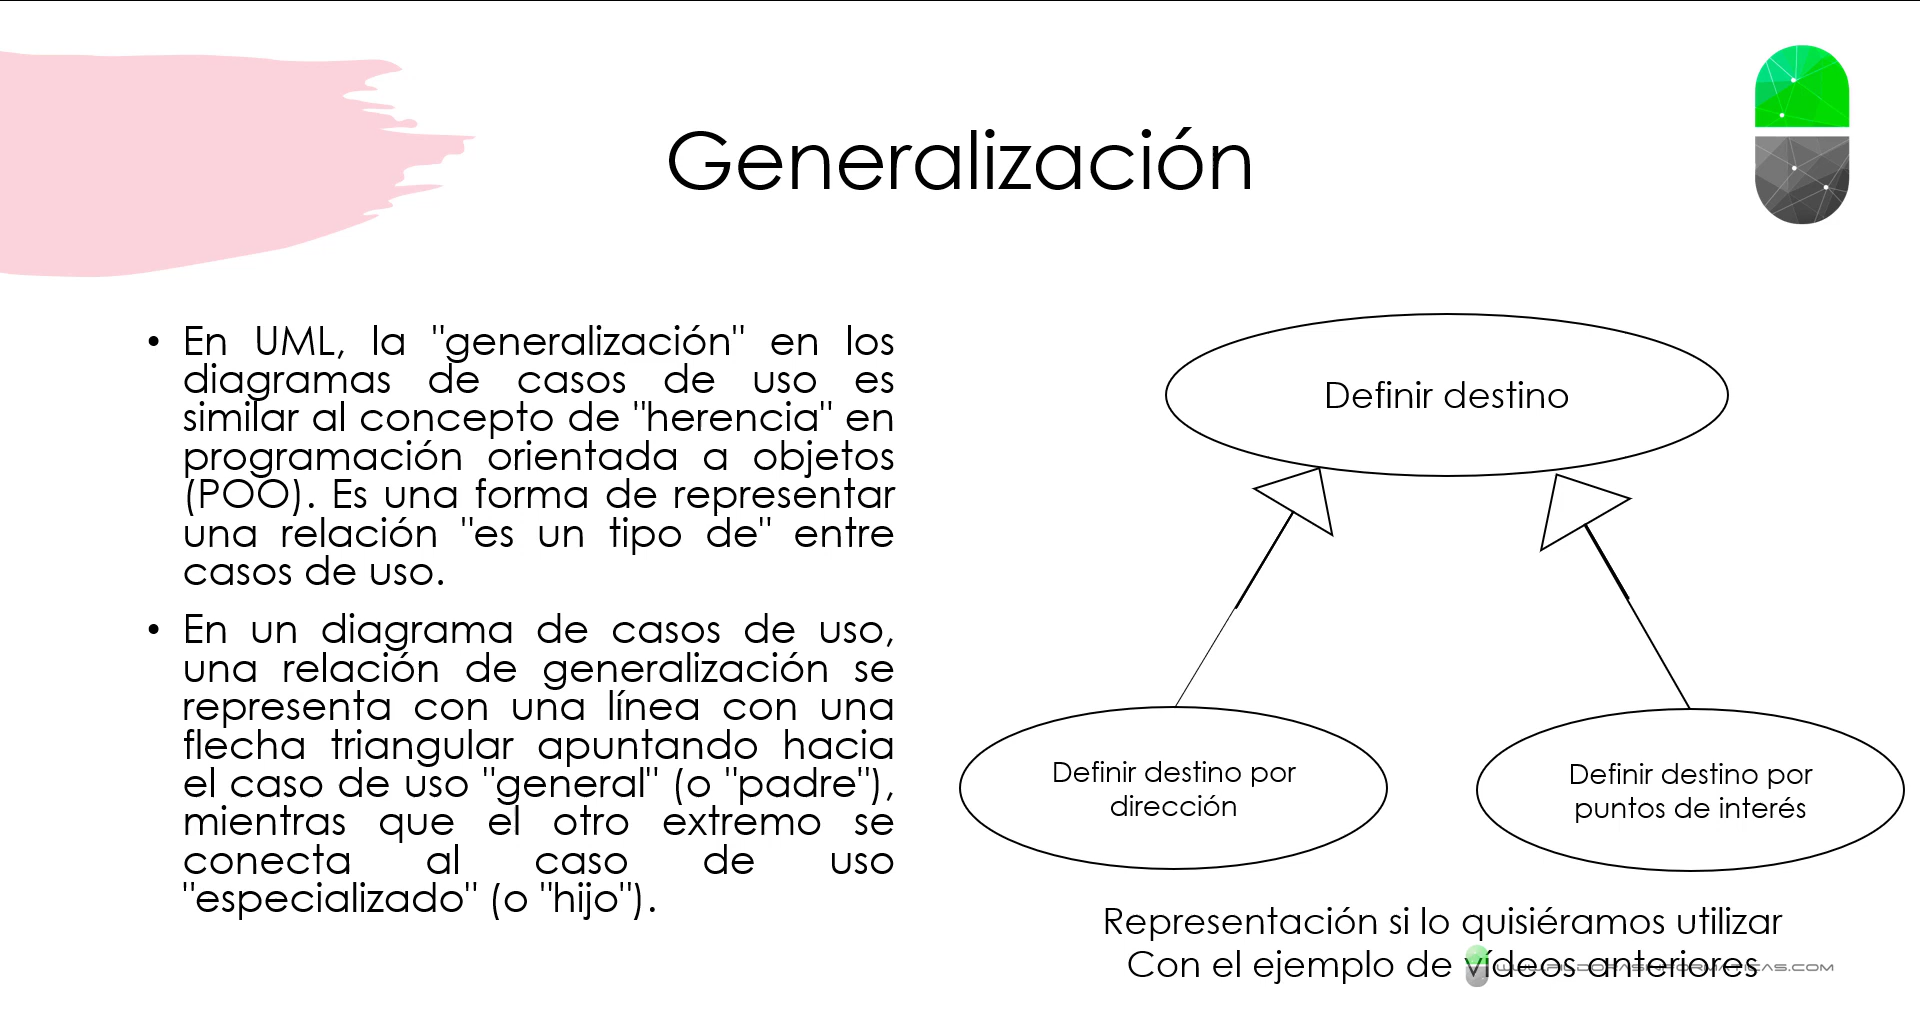 Generalización
• En UML, la "generalización" en los
diagramas de casos de uso es
similar al concepto de "herencia" en
programación orientada a objetos
(POO). Es una forma de representar
una relación "es un tipo de" entre
casos de uso.
• En un diagrama de casos de uso,
una relación de generalización se
representa con una línea con una
flecha triangular apuntando hacia
el caso de uso "general" (o "padre"),
mientras que el otro extremo se
conecta al caso de uso
"especializado" (o "hijo").
Definir destino
Definir destino por
dirección
Definir destino por
puntos de interés
Representación si lo quisiéramos utilizar
Con el ejemplo de vídeos anteriores
WWW.PILDORASINFORMATICAS.COM